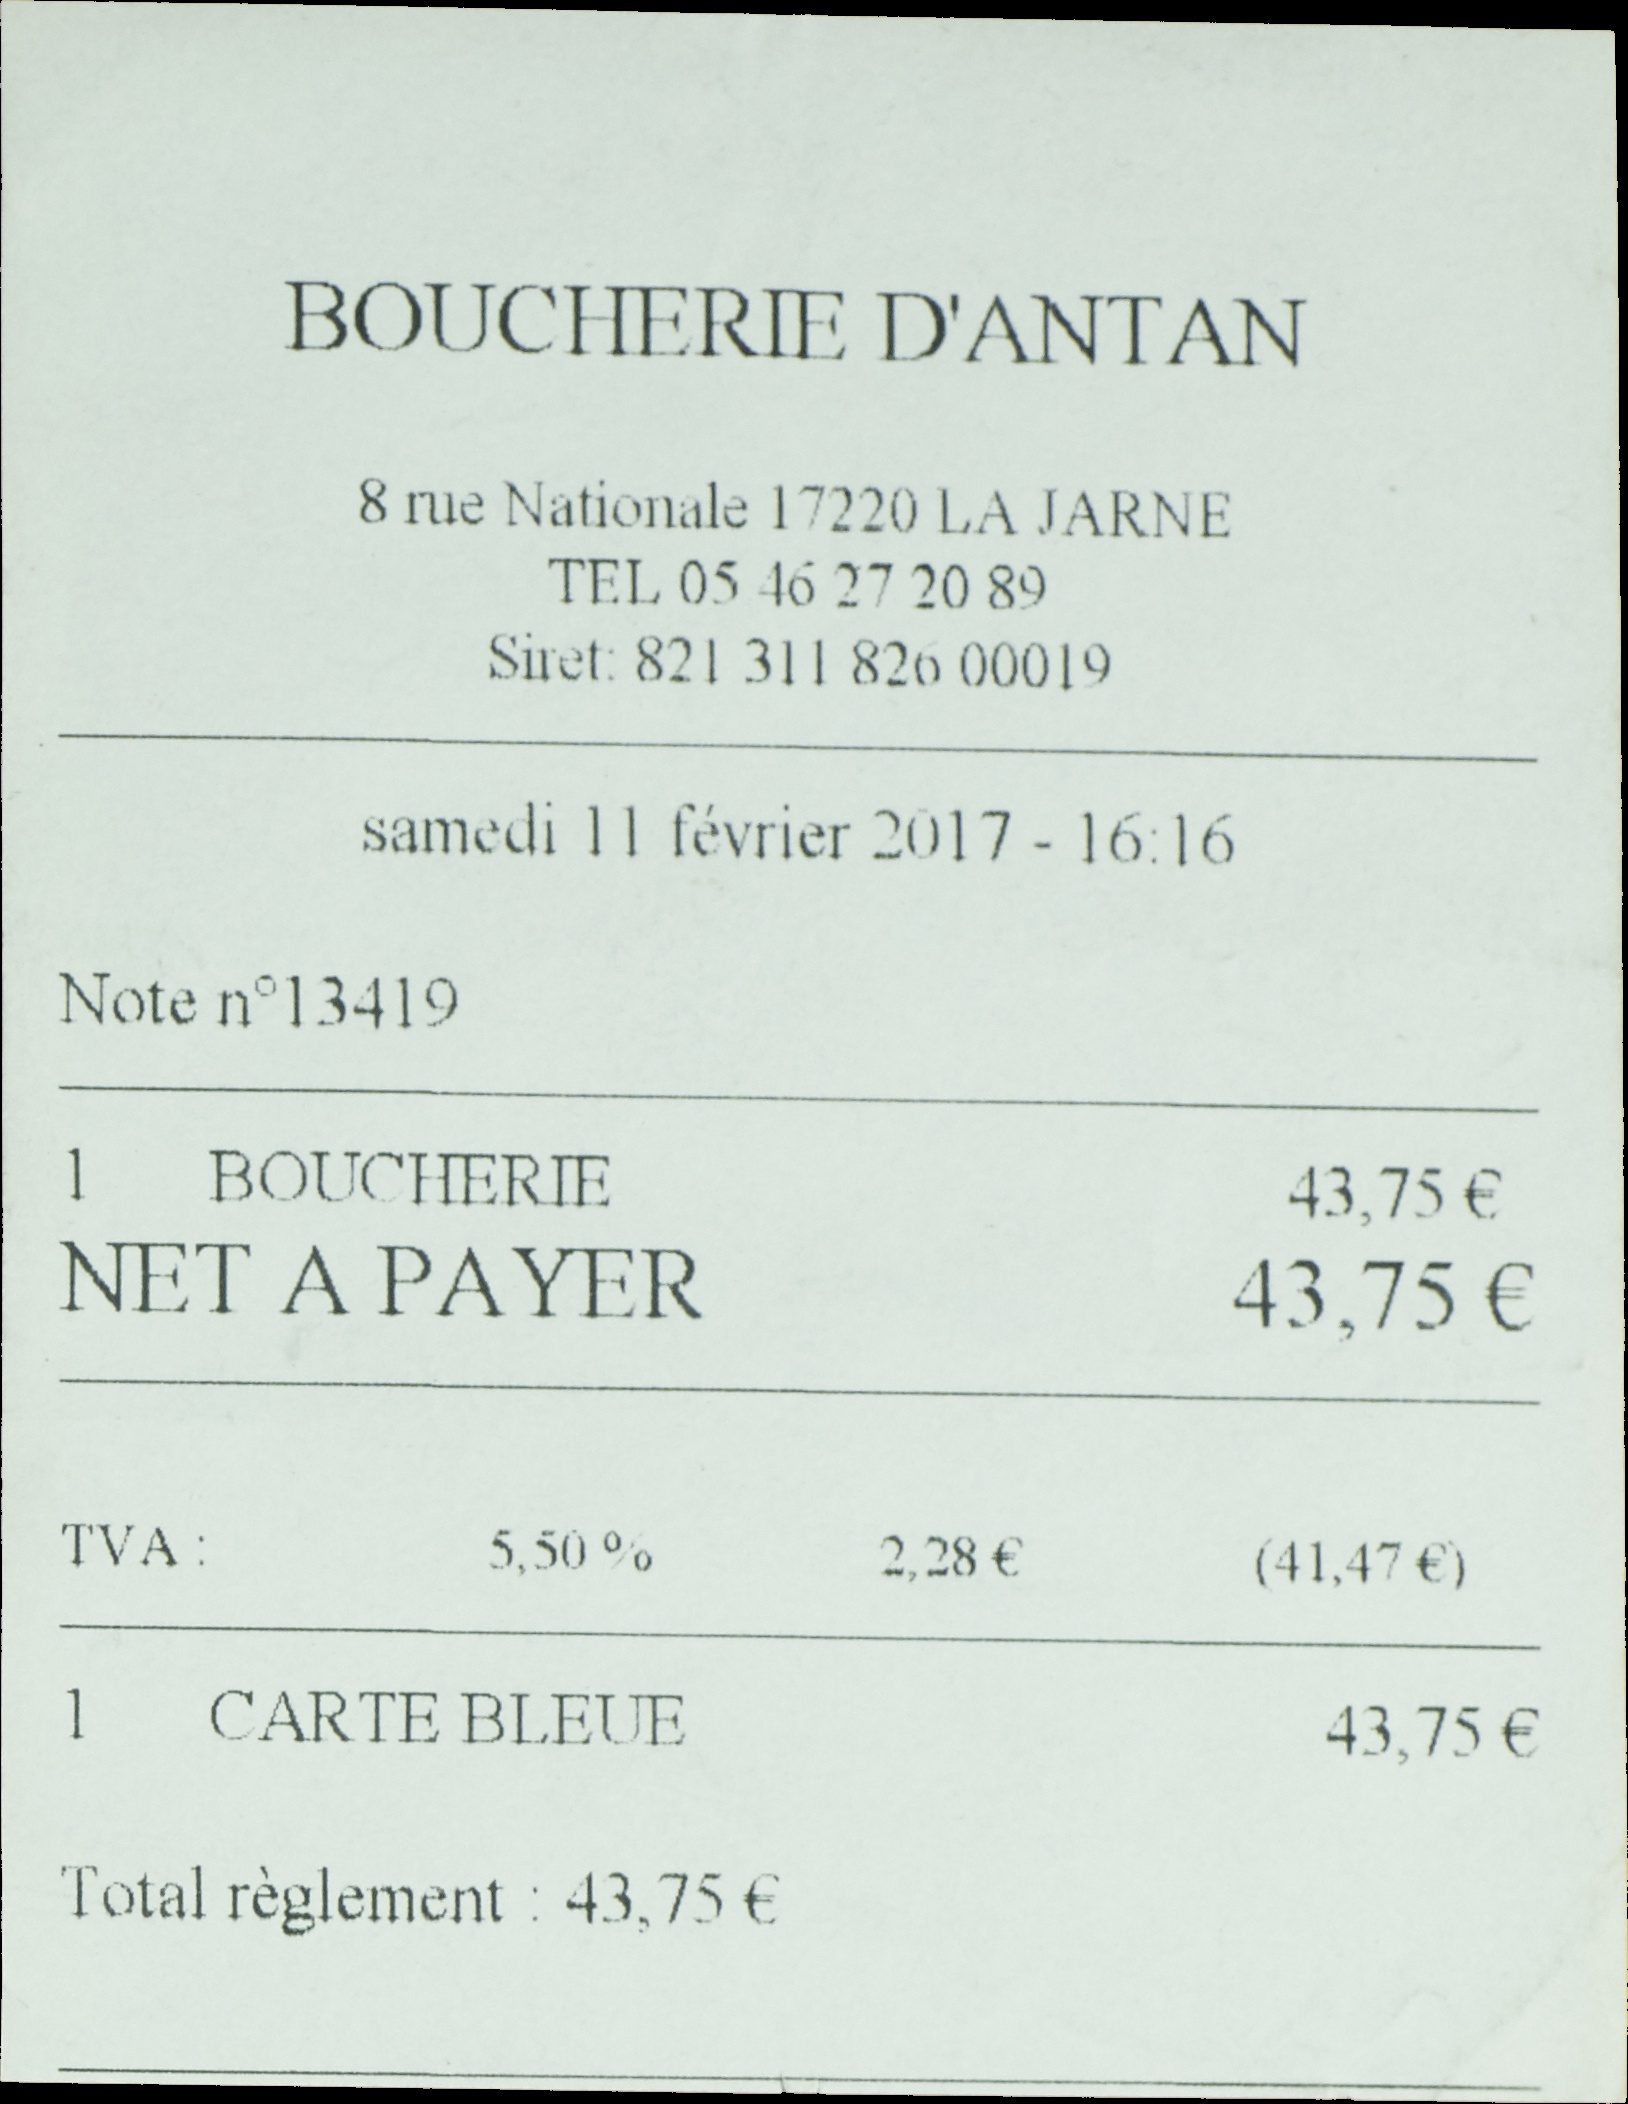 BOUCHERIE D'ANTAN
8 rue Nationale 17220 LA JARNE
TEL 05 46 27 20 89
Siret: 821 311 826 00019
samedi 11 février 2017 - 16:16
Note n°13419
1 BOUCHERIE 43,75 €
NET A PAYER 43,75 €
TVA : 5,50 % 2,28 € (41,47 €)
1 CARTE BLEUE 43,75 €
Total règlement : 43,75 €